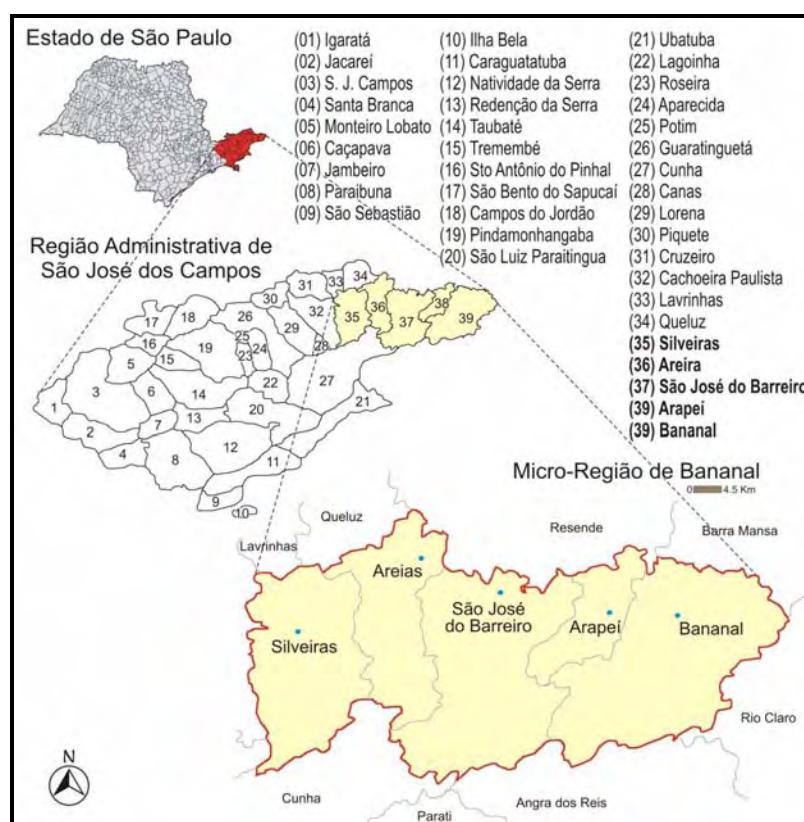 Estado de São Paulo
(01) Igaratá
(02) Jacareí
(03) S. J. Campos
(04) Santa Branca
(05) Monteiro Lobato
(06) Caçapava
(07) Jambeiro
(08) Paraibuna
(09) São Sebastião
(10) Ilha Bela
(11) Caraguatatuba
(12) Natividade da Serra
(13) Redenção da Serra
(14) Taubaté
(15) Tremembé
(16) Sto Antônio do Pinhal
(17) São Bento do Sapucaí
(18) Campos do Jordão
(19) Pindamonhangaba
(20) São Luiz Paraitingua
(21) Ubatuba
(22) Lagoinha
(23) Roseira
(24) Aparecida
(25) Potim
(26) Guaratinguetá
(27) Cunha
(28) Canas
(29) Lorena
(30) Piquete
(31) Cruzeiro
(32) Cachoeira Paulista
(33) Lavrinhas
(34) Queluz
(35) Silveiras
(36) Areira
(37) São José do Barreiro
(39) Arapeí
(39) Bananal
Região Administrativa de
São José dos Campos
34
33
31
30
32
35
36
37
38
39
17
18
26
29
28
16
25
19
23
24
5
15
27
3
6
14
22
21
1
7
13
20
2
4
8
12
11
9
10
Micro-Região de Bananal
0 4.5 Km
Queluz
Lavrinhas
Resende
Barra Mansa
Areias
São José
do Barreiro
Arapeí
Bananal
Silveiras
Rio Claro
N
Cunha
Parati
Angra dos Reis